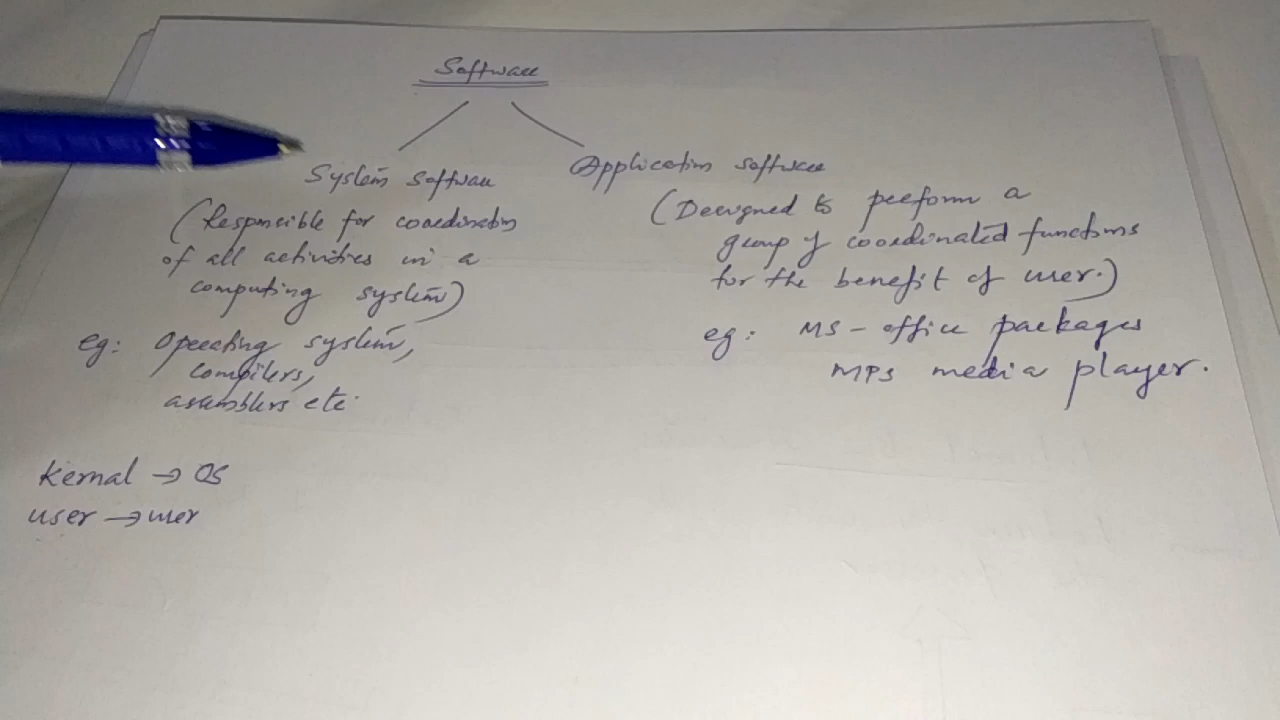 Software
System software
(Responsible for coordination
of all activities in a
computing system)
eg: Operating system,
compilers,
assemblers etc.
Application software
(Designed to perform a
group of coordinated functions
for the benefit of user.)
eg: MS-office packages
MPs media player.
Kernal → OS
user → user